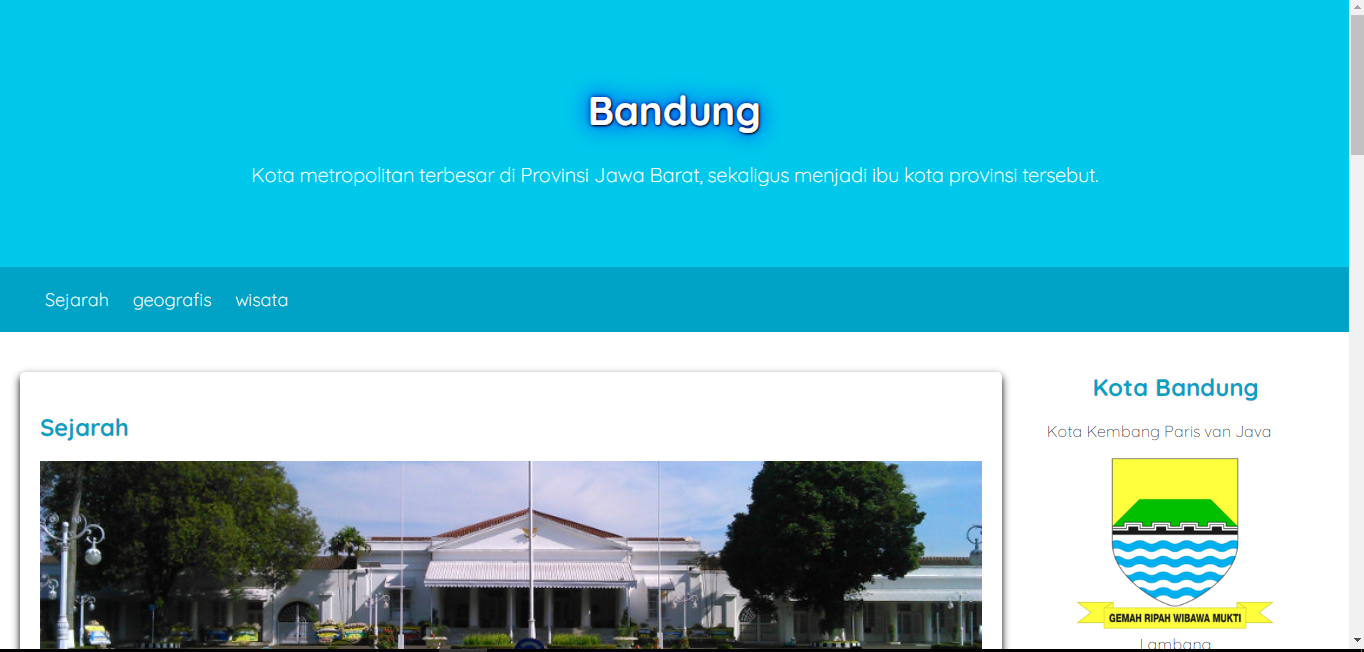 Bandung
Kota metropolitan terbesar di Provinsi Jawa Barat, sekaligus menjadi ibu kota provinsi tersebut.
Sejarah geografis wisata
Sejarah
Kota Bandung
Kota Kembang Paris van Java
GEMAH RIPAH WIBAWA MUKTI
Lambang